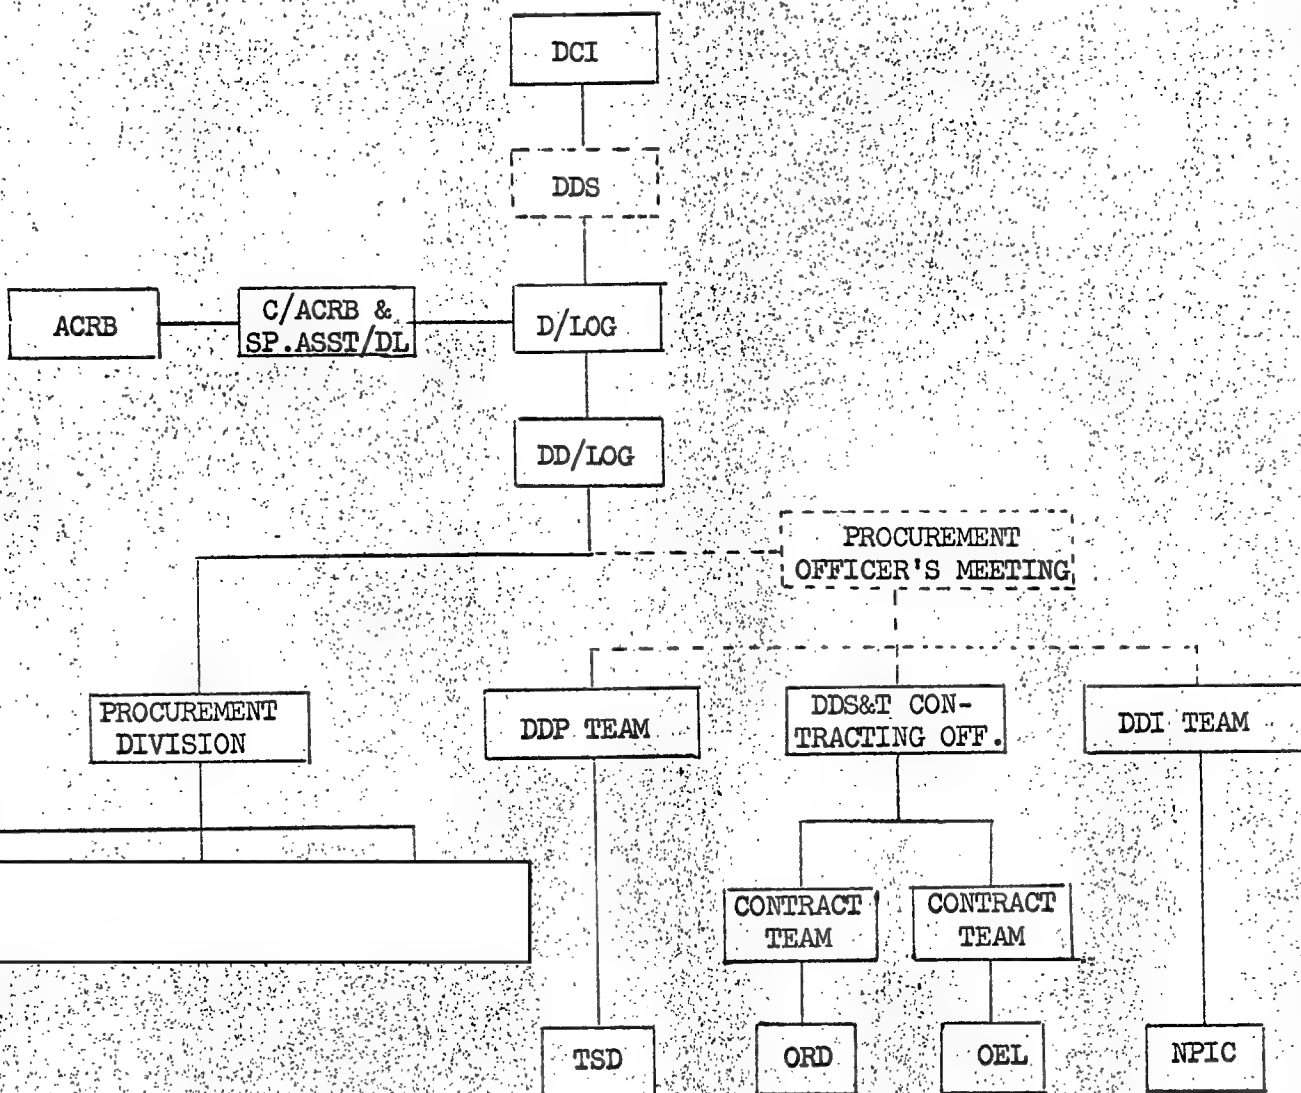 DCI
DDS
ACRB
C/ACRB &
SP.ASST/DL
D/LOG
DD/LOG
PROCUREMENT
OFFICER'S MEETING
PROCUREMENT
DIVISION
DDP TEAM
DDS&T CON-
TRACTING OFF.
DDI TEAM
CONTRACT
TEAM
CONTRACT
TEAM
TSD
ORD
OEL
NPIC